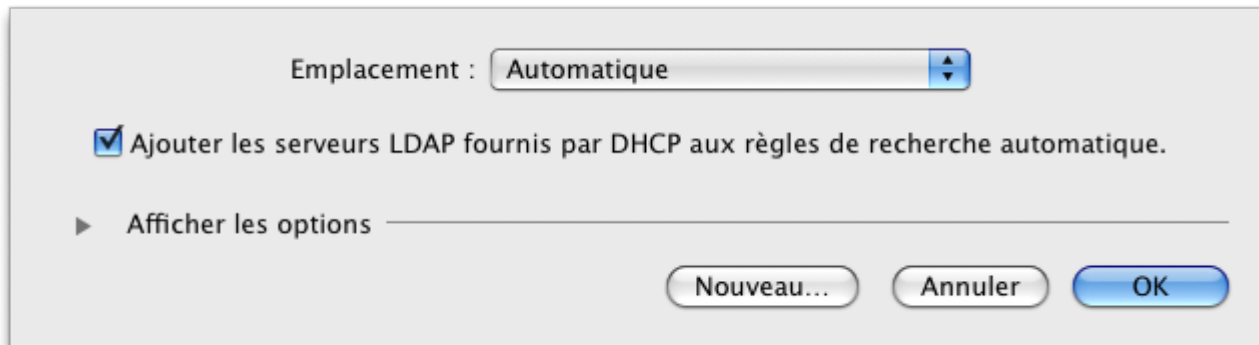 Emplacement : Automatique
Ajouter les serveurs LDAP fournis par DHCP aux règles de recherche automatique.
Afficher les options
Nouveau... Annuler OK